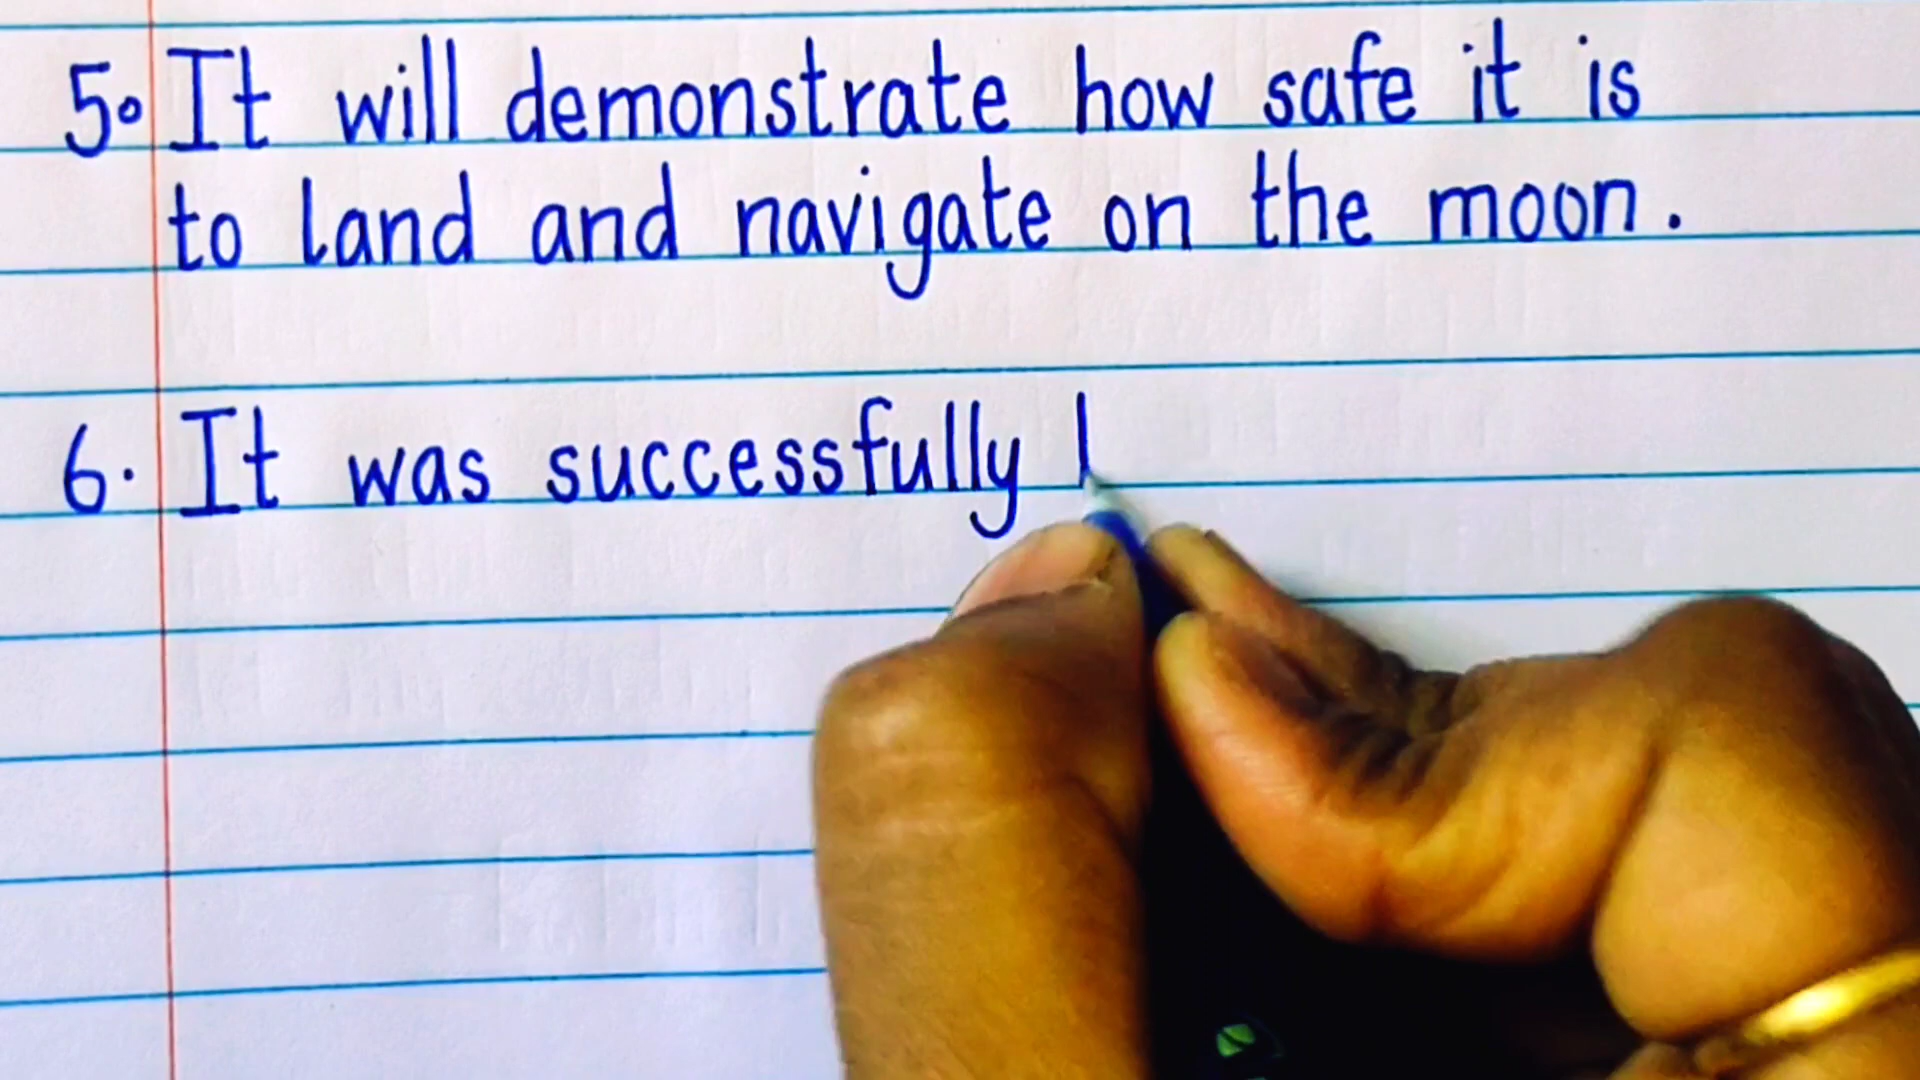 5. It will demonstrate how safe it is
to land and navigate on the moon.
6. It was successfully l